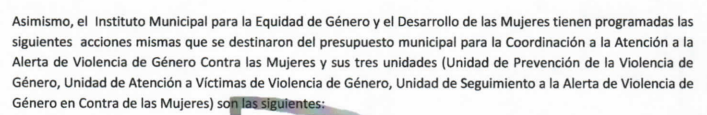 Asimismo, el Instituto Municipal para la Equidad de Género y el Desarrollo de las Mujeres tienen programadas las
siguientes acciones mismas que se destinaron del presupuesto municipal para la Coordinación a la Atención a la
Alerta de Violencia de Género Contra las Mujeres y sus tres unidades (Unidad de Prevención de la Violencia de
Género, Unidad de Atención a Víctimas de Violencia de Género, Unidad de Seguimiento a la Alerta de Violencia de
Género en Contra de las Mujeres) son las siguientes: